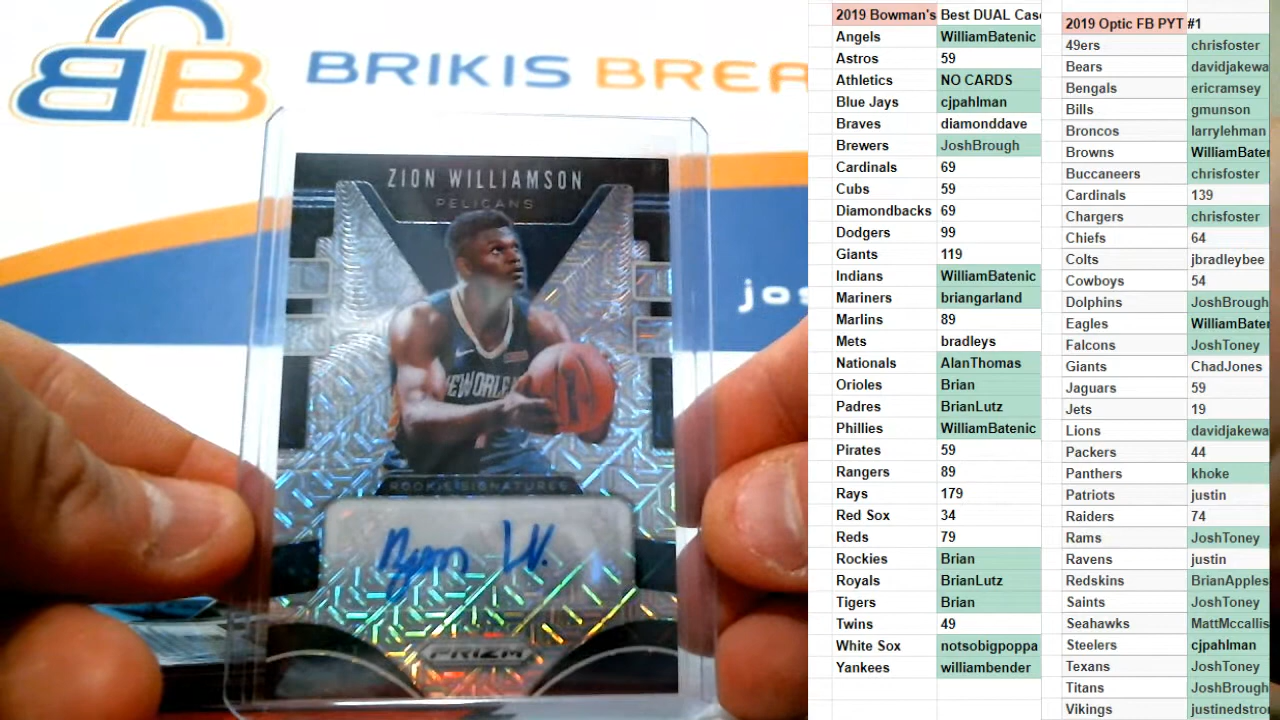 BRIKIS BREA
jos
ZION WILLIAMSON
PELICANS
NEW ORLE
ROOKIE SIGNATURES
PRIZM
2019 Bowman's Best DUAL Case
Angels WilliamBatenic
Astros 59
Athletics NO CARDS
Blue Jays cjpahlman
Braves diamonddave
Brewers JoshBrough
Cardinals 69
Cubs 59
Diamondbacks 69
Dodgers 99
Giants 119
Indians WilliamBatenic
Mariners briangarland
Marlins 89
Mets bradleys
Nationals AlanThomas
Orioles Brian
Padres BrianLutz
Phillies WilliamBatenic
Pirates 59
Rangers 89
Rays 179
Red Sox 34
Reds 79
Rockies Brian
Royals BrianLutz
Tigers Brian
Twins 49
White Sox notsobigpoppa
Yankees williambender
2019 Optic FB PYT #1
49ers chrisfoster
Bears davidjakewa
Bengals ericramsey
Bills gmunson
Broncos larrylehman
Browns WilliamBaten
Buccaneers chrisfoster
Cardinals 139
Chargers chrisfoster
Chiefs 64
Colts jbradleybee
Cowboys 54
Dolphins JoshBrough
Eagles WilliamBaten
Falcons JoshToney
Giants ChadJones
Jaguars 59
Jets 19
Lions davidjakewa
Packers 44
Panthers khoke
Patriots justin
Raiders 74
Rams JoshToney
Ravens justin
Redskins BrianApples
Saints JoshToney
Seahawks MattMccallis
Steelers cjpahlman
Texans JoshToney
Titans JoshBrough
Vikings justinedstro